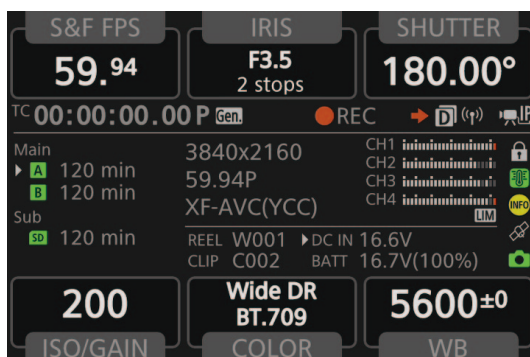 S&F FPS IRIS SHUTTER
59.94 F3.5 180.00°
2 stops
TC 00:00:00.00 P Gen. REC D IP
Main
A 120 min
B 120 min
Sub
SD 120 min
3840x2160
59.94P
XF-AVC(YCC)
CH1
CH2
CH3
CH4
LIM
INFO
REEL W001 DC IN 16.6V
CLIP C002 BATT 16.7V(100%)
200 Wide DR 5600±0
BT.709
ISO/GAIN COLOR WB